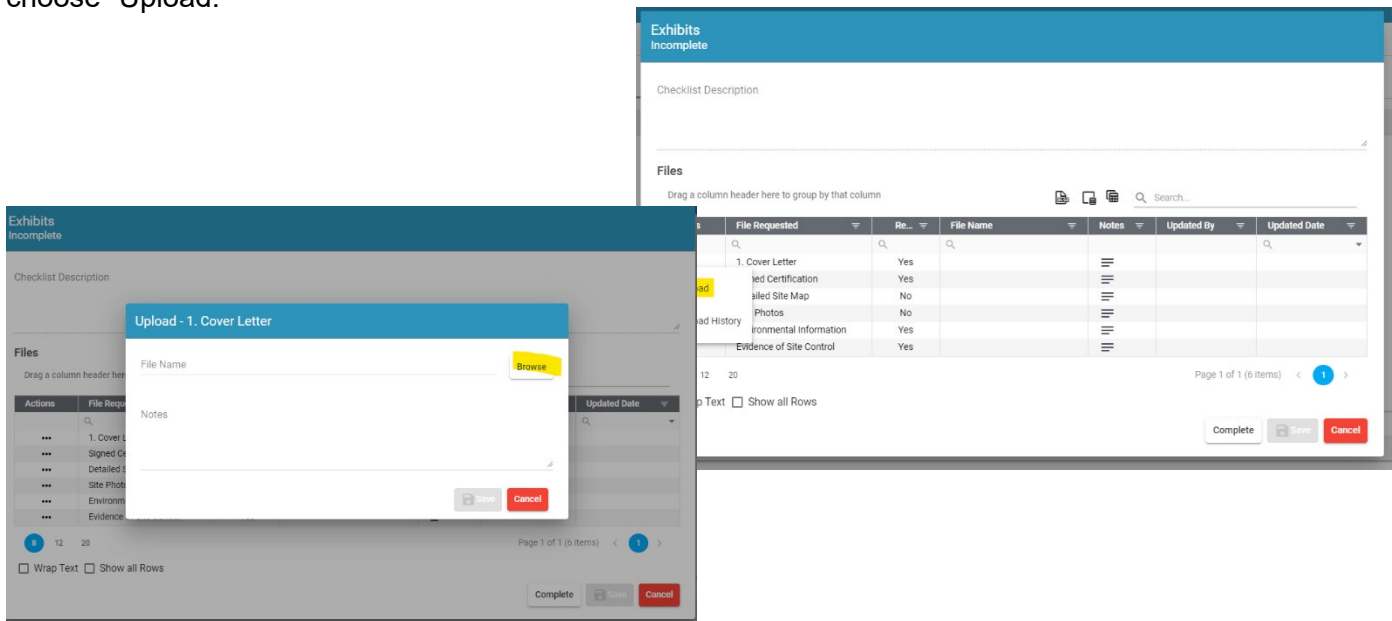 choose "Upload.
Exhibits
Incomplete
Checklist Description
Files
Drag a column header here to group by that column
Search...
File Requested Re... File Name Notes Updated By Updated Date
1. Cover Letter Yes
ned Certification Yes
ailed Site Map No
Photos No
ironmental Information Yes
Evidence of Site Control Yes
ad
ad History
12 20 Page 1 of 1 (6 items) < 1 >
p Text Show all Rows
Complete Save Cancel
Exhibits
Incomplete
Checklist Description
Files
Drag a column header her
Actions File Requ Updated Date
••• 1. Cover L
••• Signed Ce
••• Detailed S
••• Site Phot
••• Environm
••• Evidence
8 12 20 Page 1 of 1 (6 items) < 1 >
Wrap Text Show all Rows
Complete Save Cancel
Upload - 1. Cover Letter
File Name Browse
Notes
Save Cancel